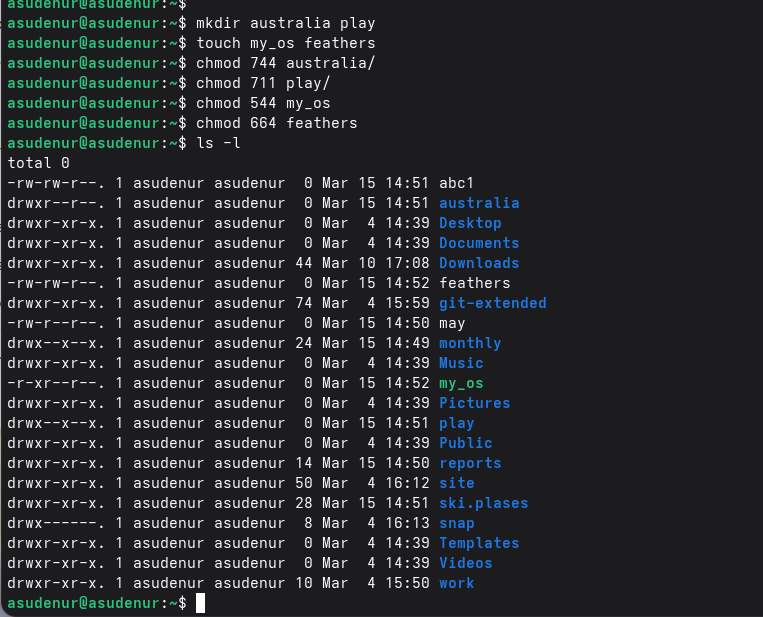 asudenur@asudenur:~$
asudenur@asudenur:~$ mkdir australia play
asudenur@asudenur:~$ touch my_os feathers
asudenur@asudenur:~$ chmod 744 australia/
asudenur@asudenur:~$ chmod 711 play/
asudenur@asudenur:~$ chmod 544 my_os
asudenur@asudenur:~$ chmod 664 feathers
asudenur@asudenur:~$ ls -l
total 0
-rw-rw-r--. 1 asudenur asudenur  0 Mar 15 14:51 abc1
drwxr--r--. 1 asudenur asudenur  0 Mar 15 14:51 australia
drwxr-xr-x. 1 asudenur asudenur  0 Mar  4 14:39 Desktop
drwxr-xr-x. 1 asudenur asudenur  0 Mar  4 14:39 Documents
drwxr-xr-x. 1 asudenur asudenur 44 Mar 10 17:08 Downloads
-rw-rw-r--. 1 asudenur asudenur  0 Mar 15 14:52 feathers
drwxr-xr-x. 1 asudenur asudenur 74 Mar  4 15:59 git-extended
-rw-r--r--. 1 asudenur asudenur  0 Mar 15 14:50 may
drwx--x--x. 1 asudenur asudenur 24 Mar 15 14:49 monthly
drwxr-xr-x. 1 asudenur asudenur  0 Mar  4 14:39 Music
-r-xr--r--. 1 asudenur asudenur  0 Mar 15 14:52 my_os
drwxr-xr-x. 1 asudenur asudenur  0 Mar  4 14:39 Pictures
drwx--x--x. 1 asudenur asudenur  0 Mar 15 14:51 play
drwxr-xr-x. 1 asudenur asudenur  0 Mar  4 14:39 Public
drwxr-xr-x. 1 asudenur asudenur 14 Mar 15 14:50 reports
drwxr-xr-x. 1 asudenur asudenur 50 Mar  4 16:12 site
drwxr-xr-x. 1 asudenur asudenur 28 Mar 15 14:51 ski.plases
drwx------. 1 asudenur asudenur  8 Mar  4 16:13 snap
drwxr-xr-x. 1 asudenur asudenur  0 Mar  4 14:39 Templates
drwxr-xr-x. 1 asudenur asudenur  0 Mar  4 14:39 Videos
drwxr-xr-x. 1 asudenur asudenur 10 Mar  4 15:50 work
asudenur@asudenur:~$